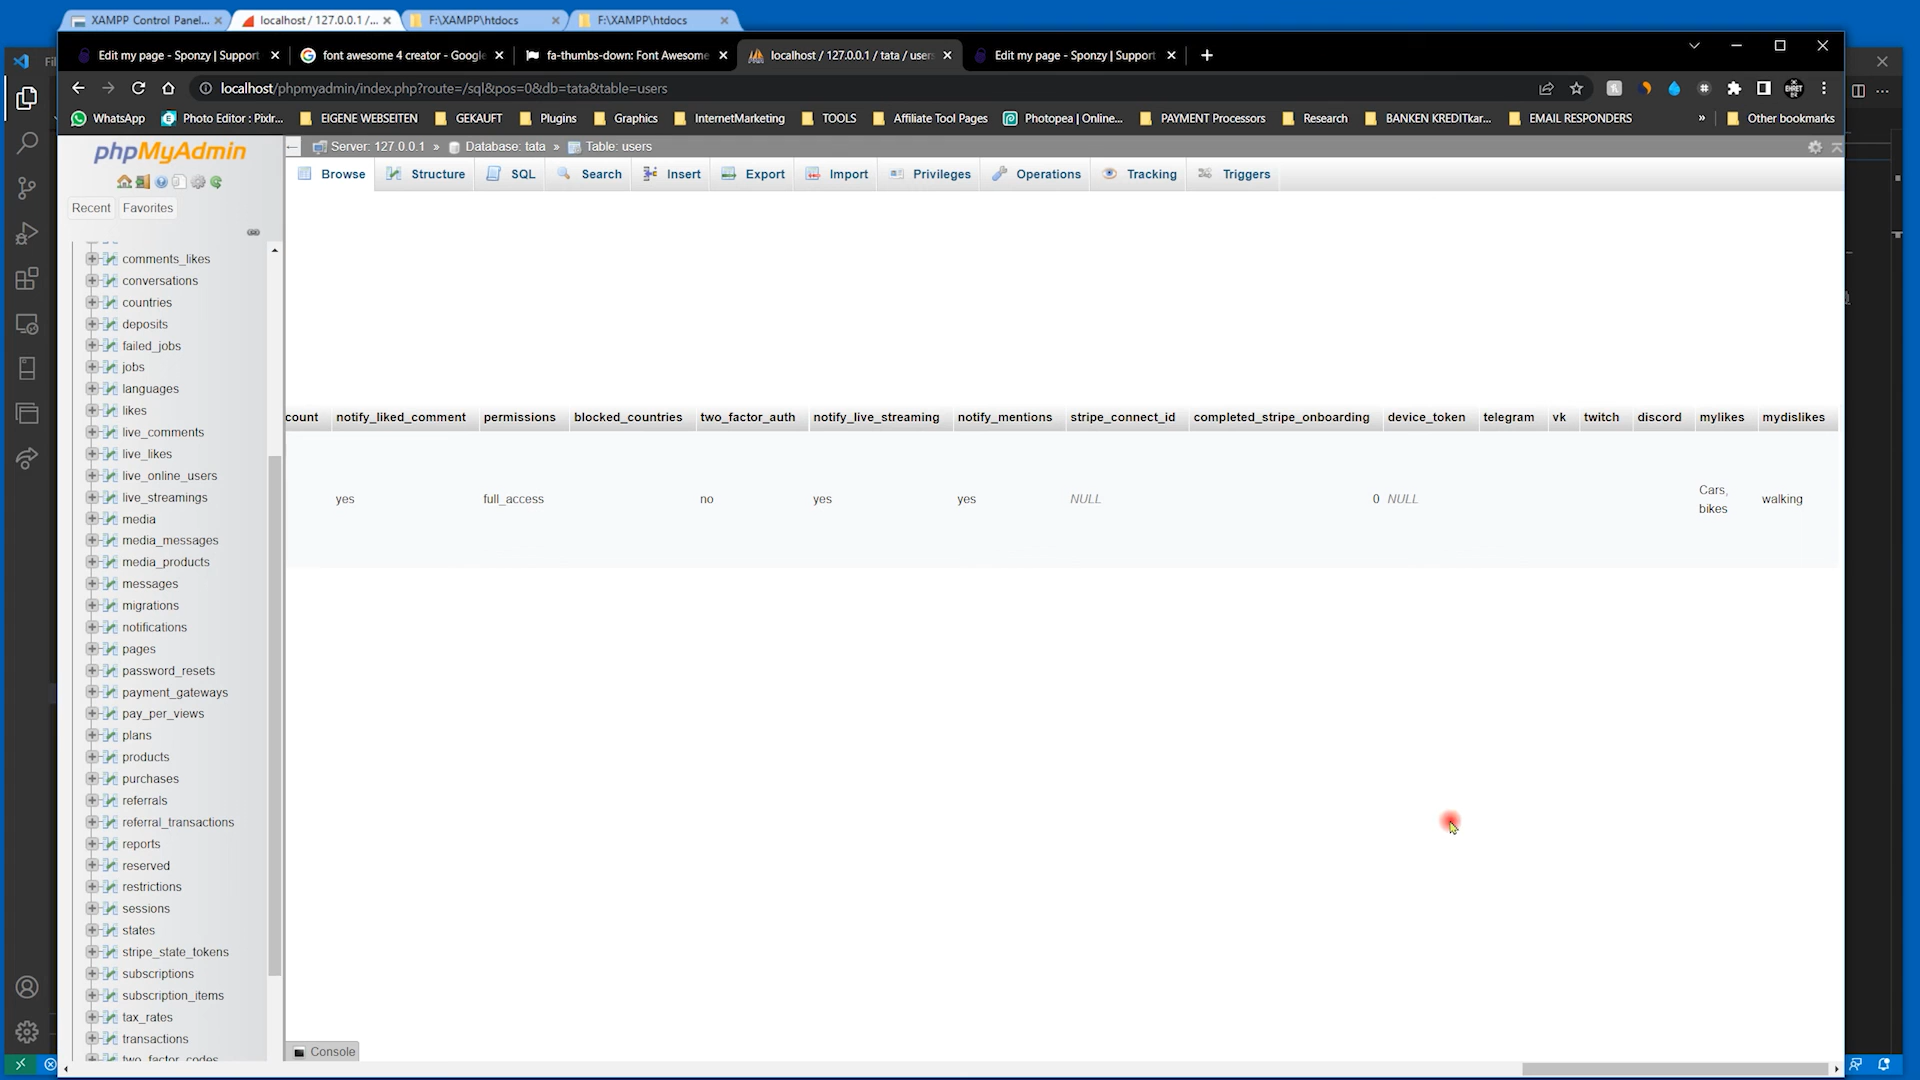 XAMPP Control Panel...
localhost / 127.0.0.1 /...
F:\XAMPP\htdocs
F:\XAMPP\htdocs
Edit my page - Sponzy | Support
font awesome 4 creator - Google
fa-thumbs-down: Font Awesome
localhost / 127.0.0.1 / tata / users
Edit my page - Sponzy | Support
localhost/phpmyadmin/index.php?route=/sql&pos=0&db=tata&table=users
WhatsApp
Photo Editor : Pixlr...
EIGENE WEBSEITEN
GEKAUFT
Plugins
Graphics
InternetMarketing
TOOLS
Affiliate Tool Pages
Photopea | Online...
PAYMENT Processors
Research
BANKEN KREDITkar...
EMAIL RESPONDERS
»
Other bookmarks
phpMyAdmin
Server: 127.0.0.1 » Database: tata » Table: users
Browse
Structure
SQL
Search
Insert
Export
Import
Privileges
Operations
Tracking
Triggers
Recent
Favorites
comments_likes
conversations
countries
deposits
failed_jobs
jobs
languages
likes
live_comments
live_likes
live_online_users
live_streamings
media
media_messages
media_products
messages
migrations
notifications
pages
password_resets
payment_gateways
pay_per_views
plans
products
purchases
referrals
referral_transactions
reports
reserved
restrictions
sessions
states
stripe_state_tokens
subscriptions
subscription_items
tax_rates
transactions
two_factor_codes
count notify_liked_comment permissions blocked_countries two_factor_auth notify_live_streaming notify_mentions stripe_connect_id completed_stripe_onboarding device_token telegram vk twitch discord mylikes mydislikes
yes full_access no yes yes NULL 0 NULL Cars, bikes walking
Console